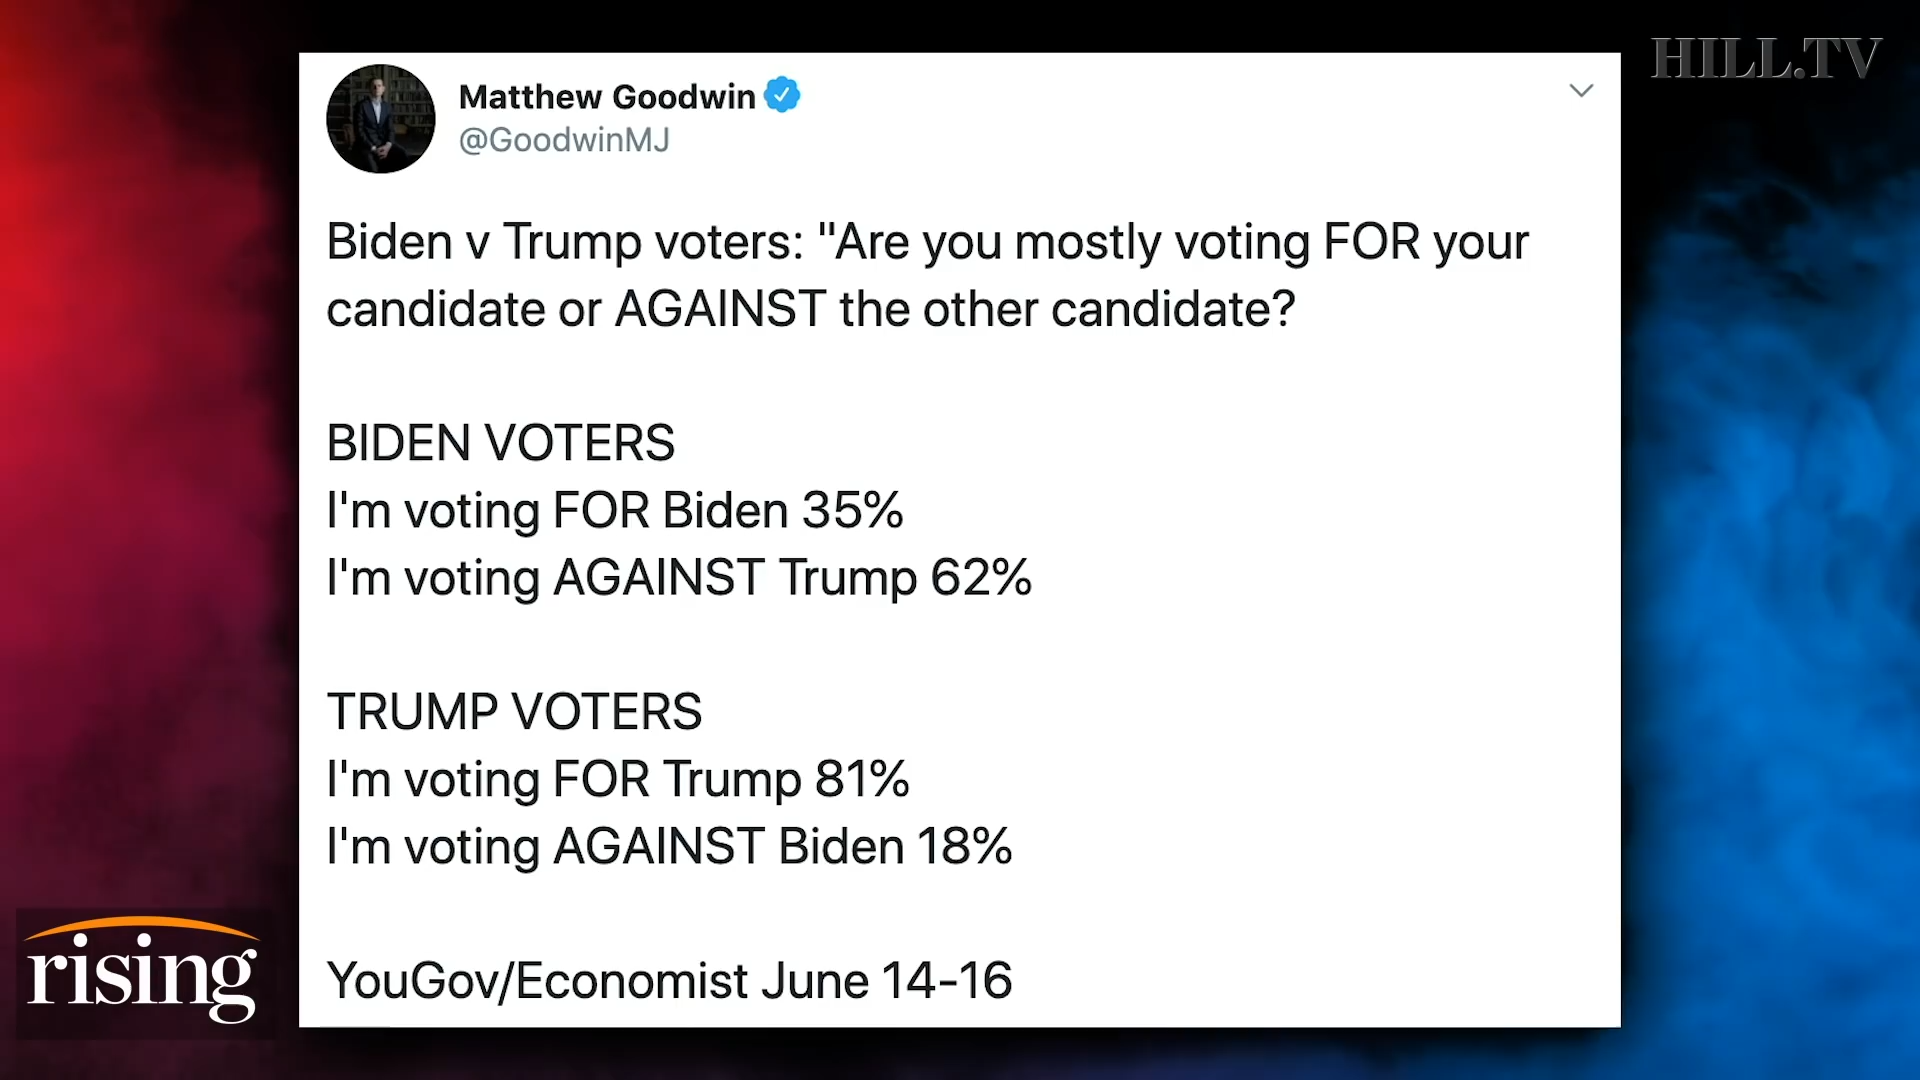 HILL.TV
Matthew Goodwin
@GoodwinMJ
Biden v Trump voters: "Are you mostly voting FOR your
candidate or AGAINST the other candidate?
BIDEN VOTERS
I'm voting FOR Biden 35%
I'm voting AGAINST Trump 62%
TRUMP VOTERS
I'm voting FOR Trump 81%
I'm voting AGAINST Biden 18%
YouGov/Economist June 14-16
rising